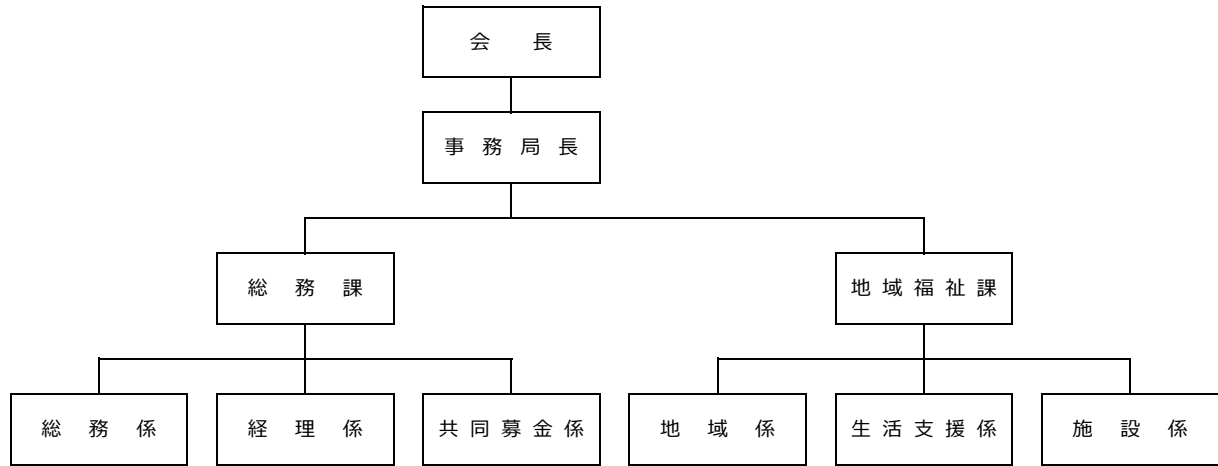 会長
事務局長
総務課
地域福祉課
総務係
経理係
共同募金係
地域係
生活支援係
施設係